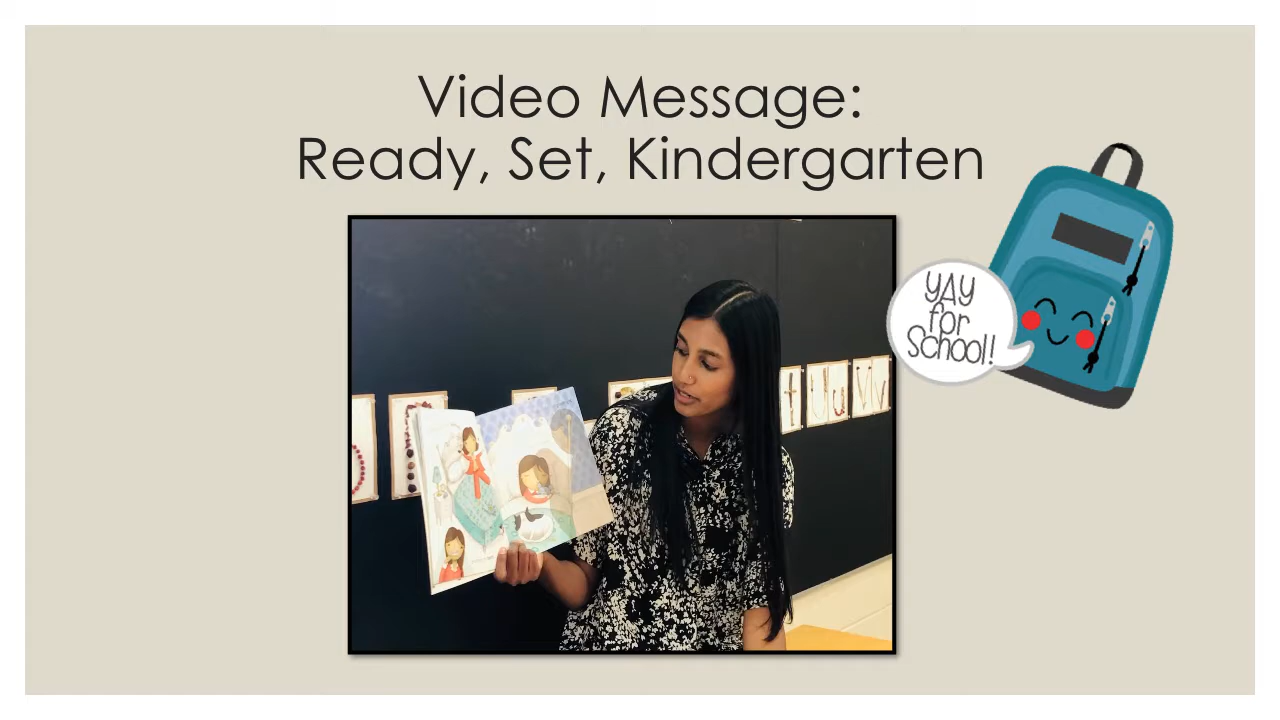 Video Message:
Ready, Set, Kindergarten
yAy
for
School!
t
U u
V v